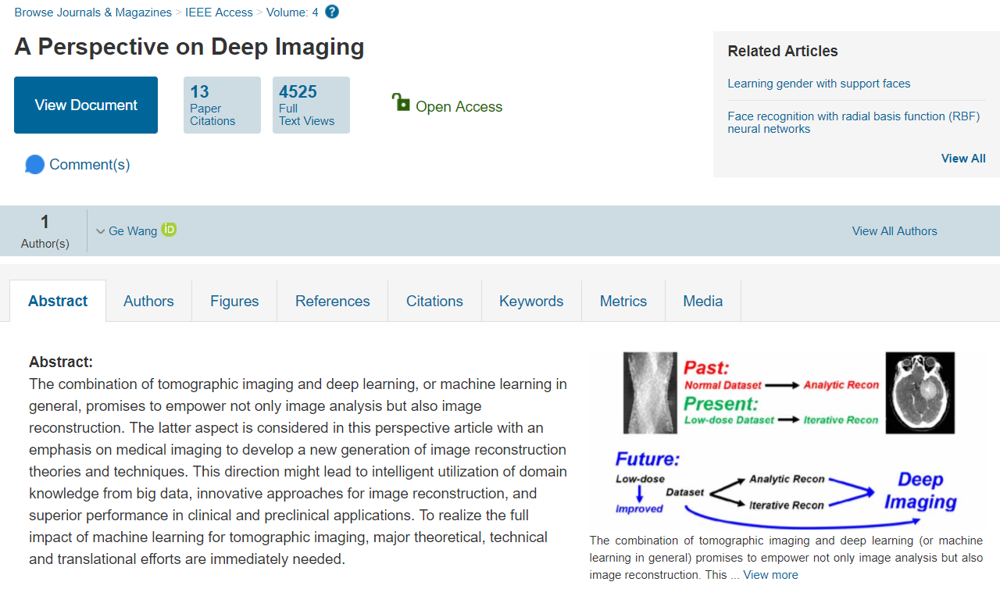 Browse Journals & Magazines > IEEE Access > Volume: 4 ?
A Perspective on Deep Imaging
View Document
13
Paper
Citations
4525
Full
Text Views
Open Access
Comment(s)
Related Articles
Learning gender with support faces
Face recognition with radial basis function (RBF)
neural networks
View All
1
Author(s)
Ge Wang iD
View All Authors
Abstract
Authors
Figures
References
Citations
Keywords
Metrics
Media
Abstract:
The combination of tomographic imaging and deep learning, or machine learning in
general, promises to empower not only image analysis but also image
reconstruction. The latter aspect is considered in this perspective article with an
emphasis on medical imaging to develop a new generation of image reconstruction
theories and techniques. This direction might lead to intelligent utilization of domain
knowledge from big data, innovative approaches for image reconstruction, and
superior performance in clinical and preclinical applications. To realize the full
impact of machine learning for tomographic imaging, major theoretical, technical
and translational efforts are immediately needed.
Past:
Normal Dataset Analytic Recon
Present:
Low-dose Dataset Iterative Recon
Future:
Low-dose
Improved
Dataset
Analytic Recon
Iterative Recon
Deep
Imaging
The combination of tomographic imaging and deep learning (or machine
learning in general) promises to empower not only image analysis but also
image reconstruction. This ... View more